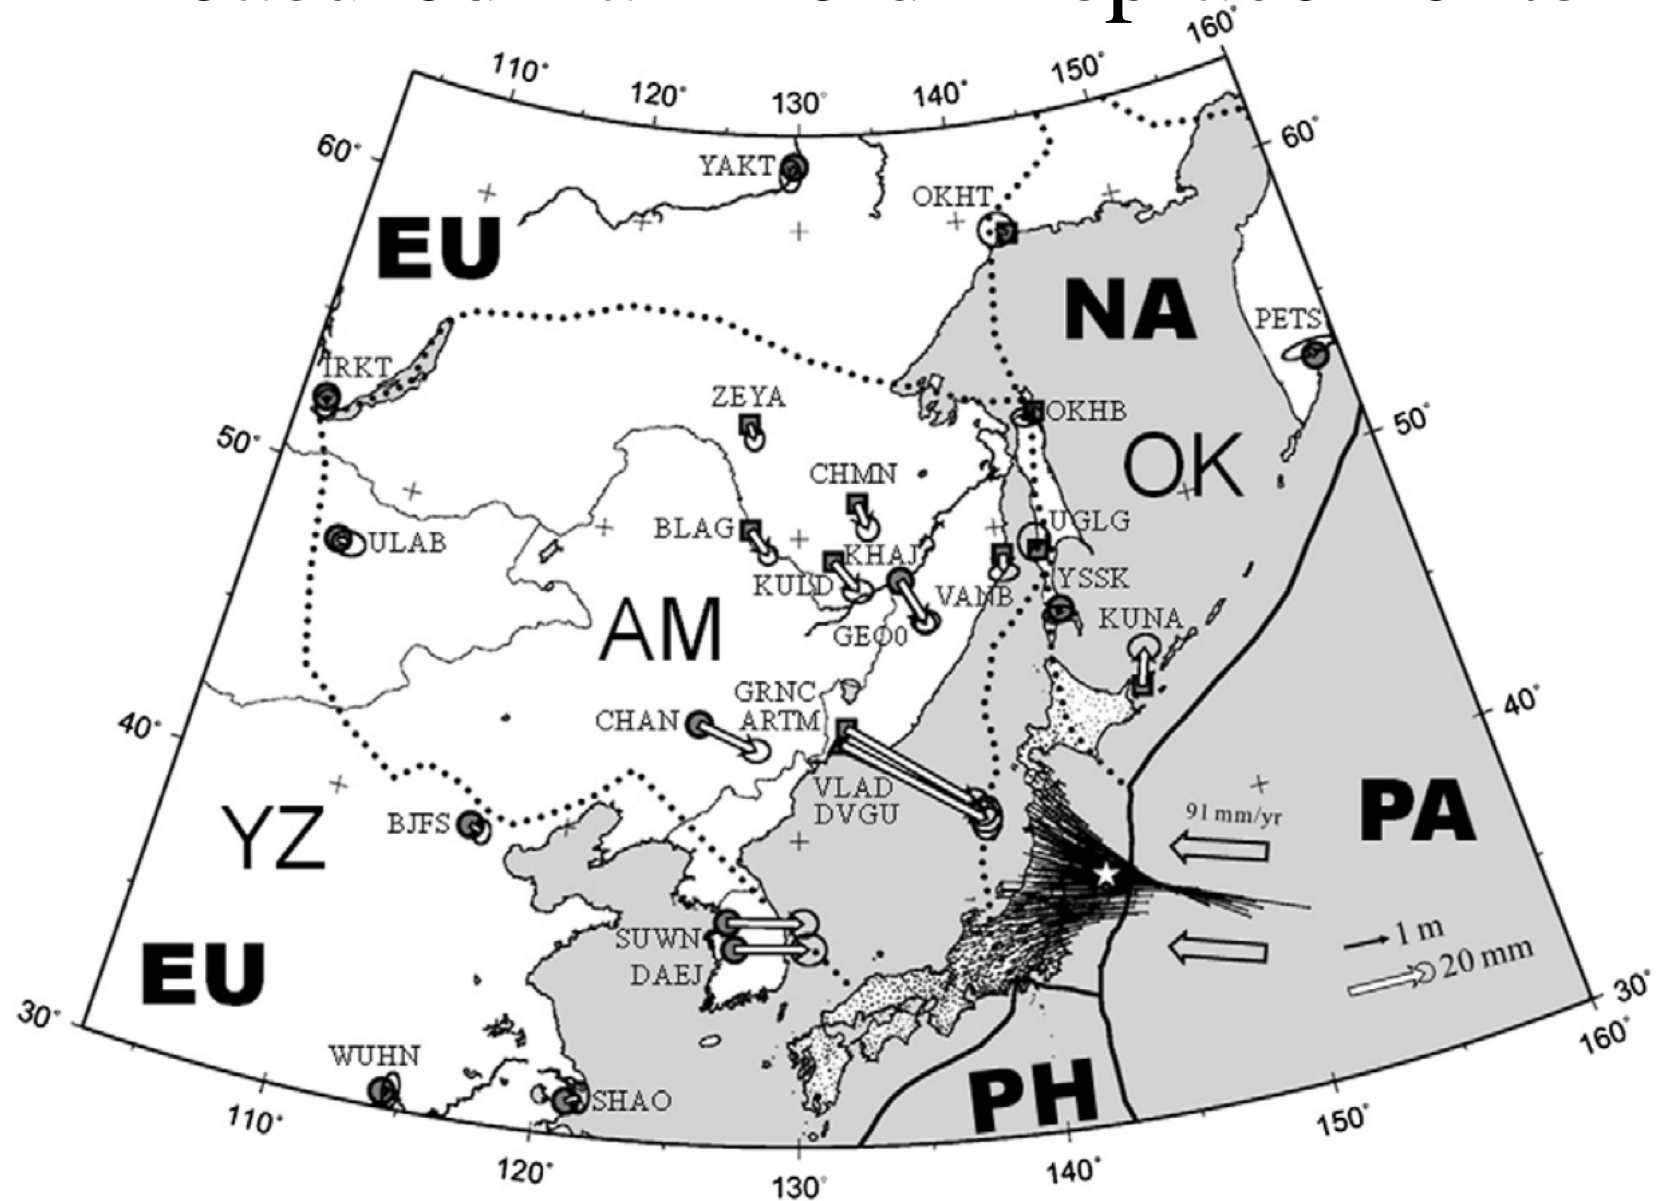 160°
110°
120°
130°
140°
150°
60°
60°
YAKT
OKHT
EU
NA
PETS
IRKT
ZEYA
OKHB
50°
50°
OK
CHMN
BLAG
UGLG
ULAB
KHAJ
KULD
YSSK
VANB
KUNA
AM
GEO0
GRNC
CHAN
ARTM
40°
40°
VLAD
DVGU
YZ
BJFS
PA
91 mm/yr
SUWN
1 m
DAEJ
20 mm
EU
30°
30°
WUHN
160°
PH
SHAO
110°
150°
120°
130°
140°